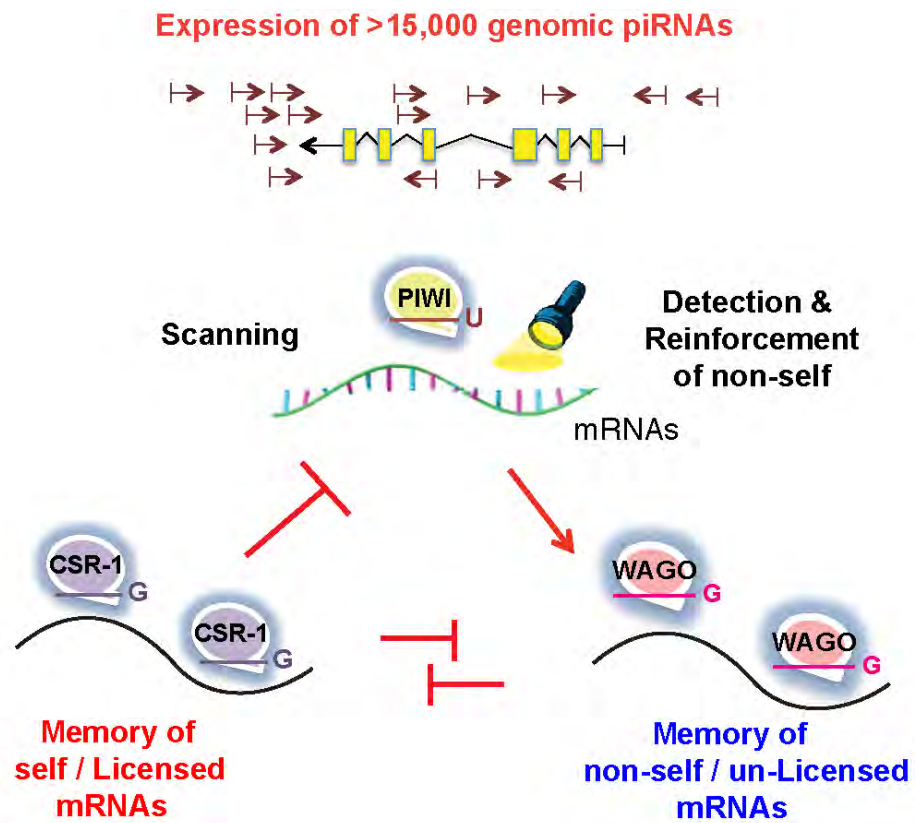 Expression of >15,000 genomic piRNAs
PIWI
U
Scanning
Detection &
Reinforcement
of non-self
mRNAs
CSR-1
G
CSR-1
G
WAGO
G
WAGO
G
Memory of
self / Licensed
mRNAs
Memory of
non-self / un-Licensed
mRNAs